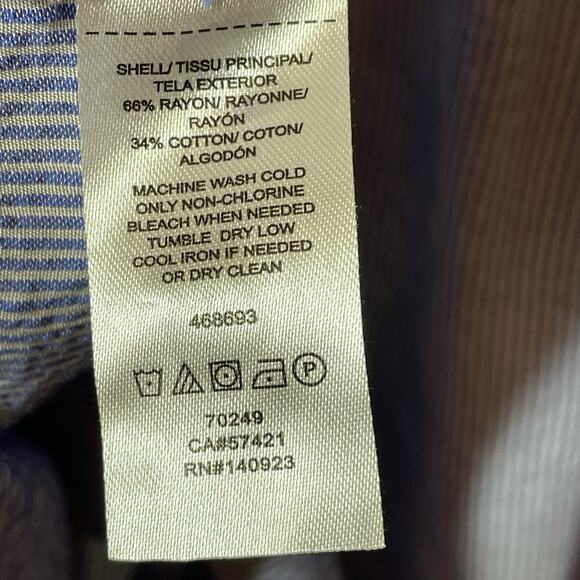 SHELL/ TISSU PRINCIPAL/
TELA EXTERIOR
66% RAYON/ RAYONNE/
RAYÓN
34% COTTON/ COTON/
ALGODÓN
MACHINE WASH COLD
ONLY NON-CHLORINE
BLEACH WHEN NEEDED
TUMBLE DRY LOW
COOL IRON IF NEEDED
OR DRY CLEAN
468693
P
70249
CA#57421
RN#140923